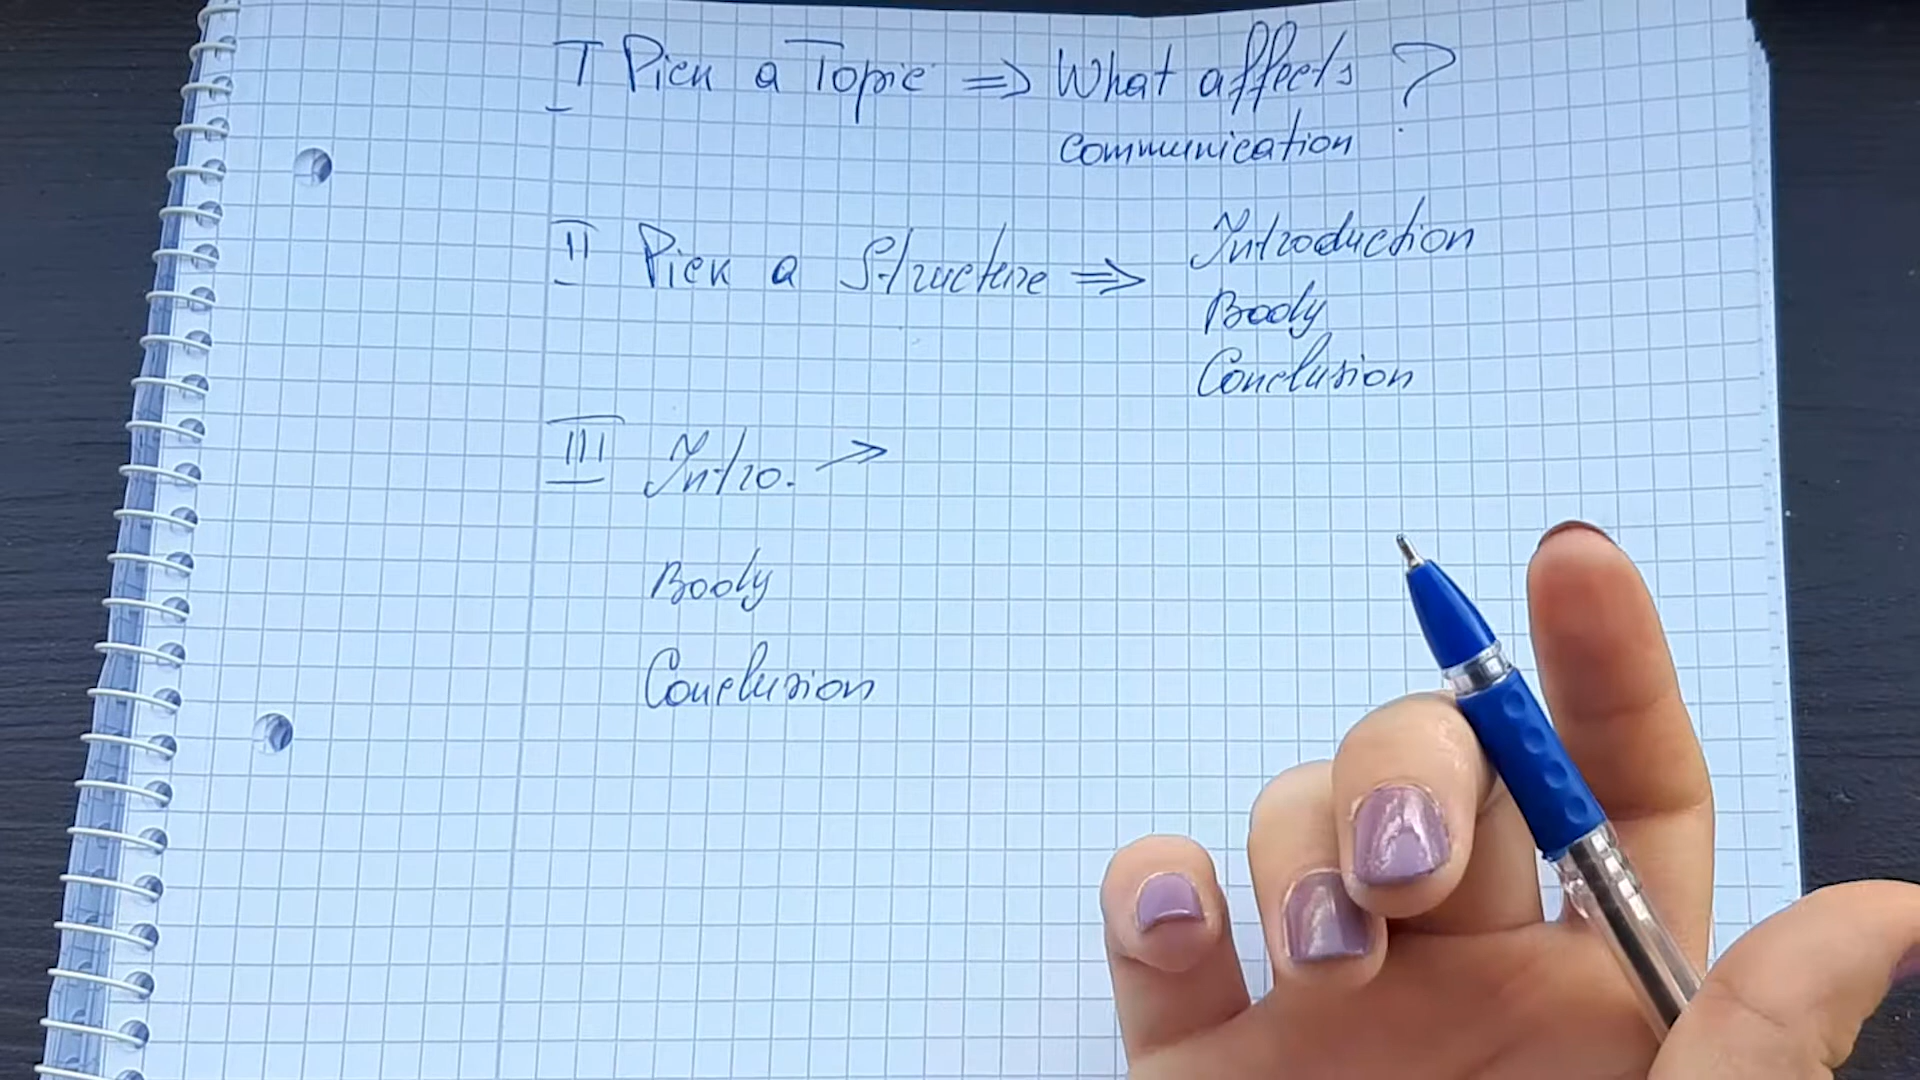 I Pick a Topic ⇒ What affects ?
communication
II Pick a Structure ⇒ Introduction
Body
Conclusion
III Intro. →
Body
Conclusion